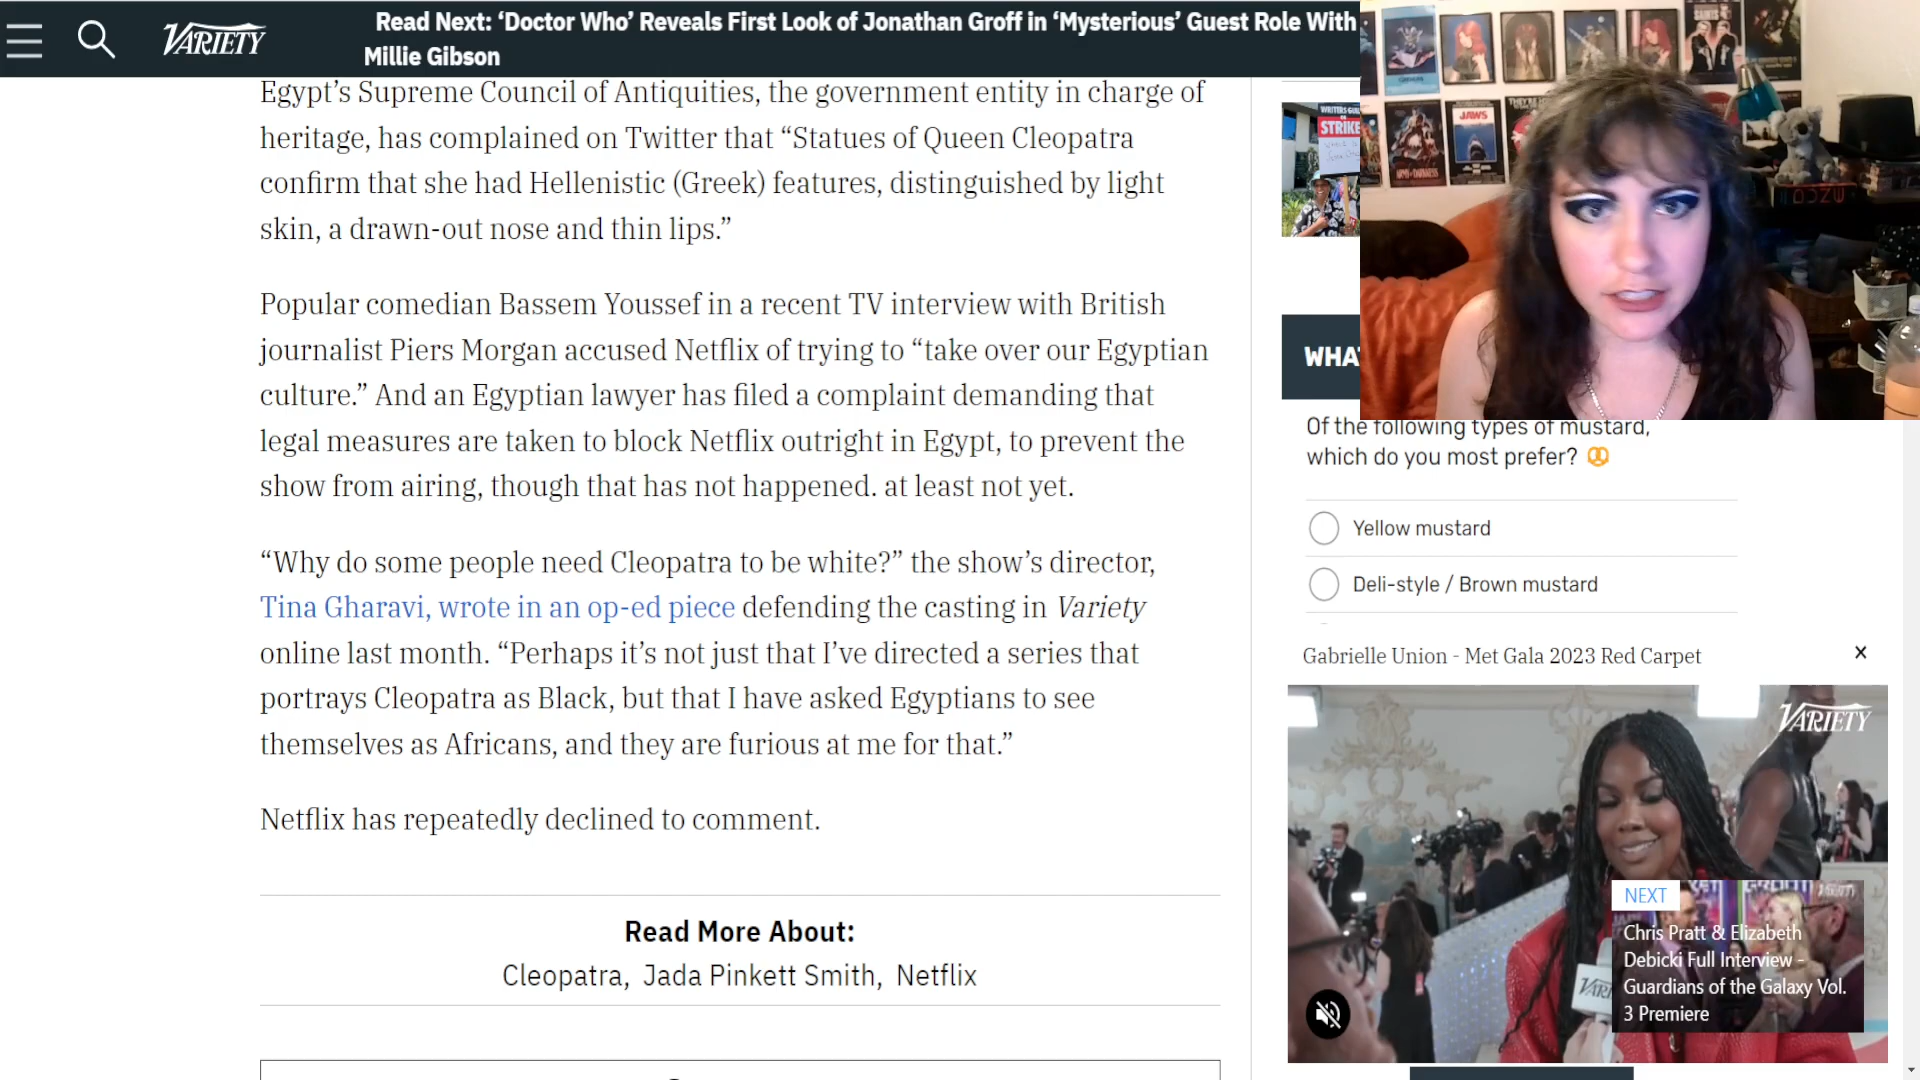 VARIETY
Read Next: ‘Doctor Who’ Reveals First Look of Jonathan Groff in ‘Mysterious’ Guest Role With
Millie Gibson
Egypt’s Supreme Council of Antiquities, the government entity in charge of
heritage, has complained on Twitter that “Statues of Queen Cleopatra
confirm that she had Hellenistic (Greek) features, distinguished by light
skin, a drawn-out nose and thin lips.”
Popular comedian Bassem Youssef in a recent TV interview with British
journalist Piers Morgan accused Netflix of trying to “take over our Egyptian
culture.” And an Egyptian lawyer has filed a complaint demanding that
legal measures are taken to block Netflix outright in Egypt, to prevent the
show from airing, though that has not happened. at least not yet.
“Why do some people need Cleopatra to be white?” the show’s director,
Tina Gharavi, wrote in an op-ed piece defending the casting in Variety
online last month. “Perhaps it’s not just that I’ve directed a series that
portrays Cleopatra as Black, but that I have asked Egyptians to see
themselves as Africans, and they are furious at me for that.”
Netflix has repeatedly declined to comment.
Read More About:
Cleopatra, Jada Pinkett Smith, Netflix
STRIKE
JAWS
WHA
Of the following types of mustard,
which do you most prefer?
Yellow mustard
Deli-style / Brown mustard
Gabrielle Union - Met Gala 2023 Red Carpet
VARIETY
NEXT
Chris Pratt & Elizabeth
Debicki Full Interview -
Guardians of the Galaxy Vol.
3 Premiere